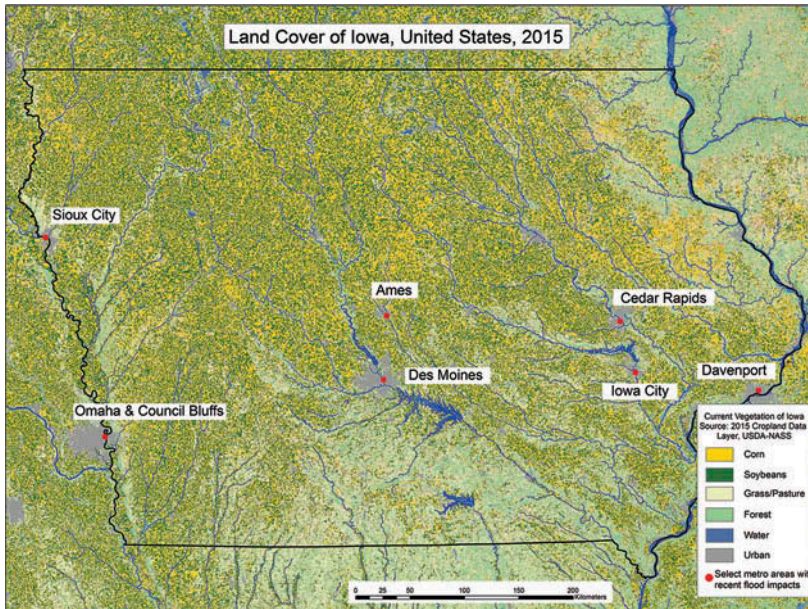 Land Cover of Iowa, United States, 2015
Sioux City
Ames
Cedar Rapids
Des Moines
Iowa City
Davenport
Omaha & Council Bluffs
Current Vegetation of Iowa
Source: 2015 Cropland Data
Layer, USDA-NASS
Corn
Soybeans
Grass/Pasture
Forest
Water
Urban
Select metro areas wi
recent flood impacts
0 25 50 100 150 200
Kilometers